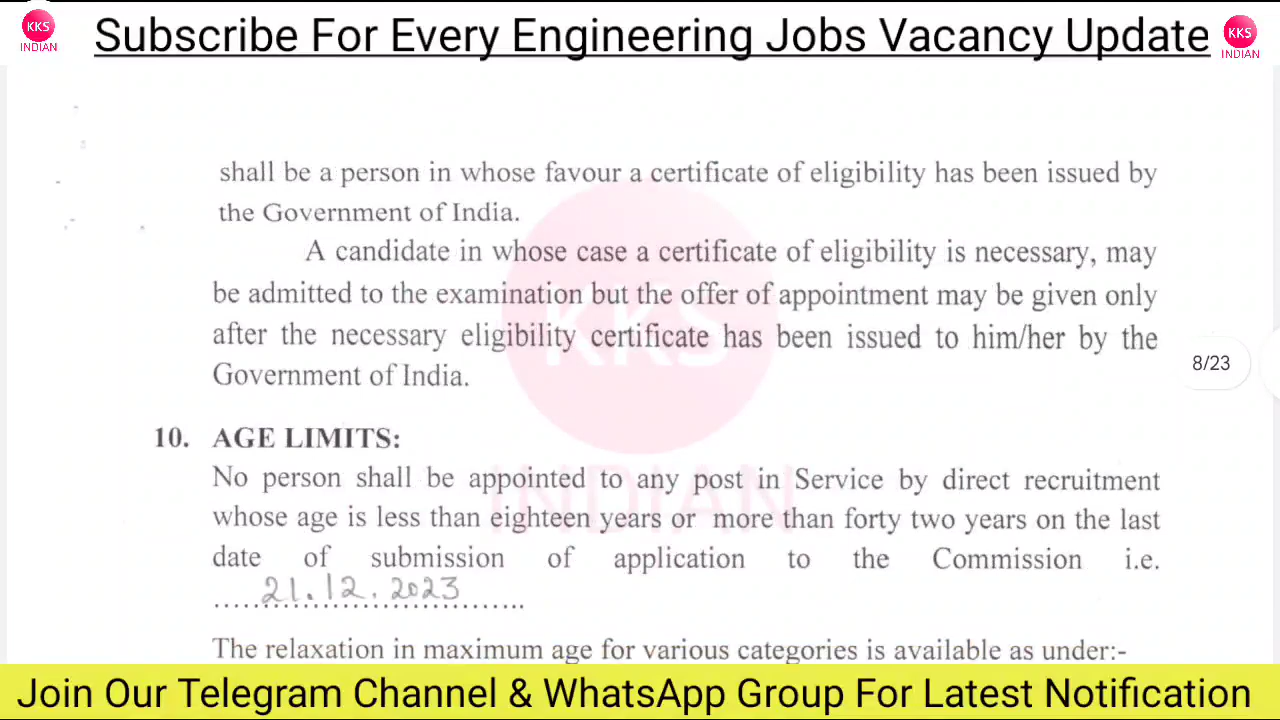 KKS
INDIAN
Subscribe For Every Engineering Jobs Vacancy Update
KKS
INDIAN
shall be a person in whose favour a certificate of eligibility has been issued by
the Government of India.
A candidate in whose case a certificate of eligibility is necessary, may
be admitted to the examination but the offer of appointment may be given only
after the necessary eligibility certificate has been issued to him/her by the
Government of India.
8/23
KKS
INDIAN
10. AGE LIMITS:
No person shall be appointed to any post in Service by direct recruitment
whose age is less than eighteen years or more than forty two years on the last
date of submission of application to the Commission i.e.
21.12.2023
The relaxation in maximum age for various categories is available as under:-
Join Our Telegram Channel & WhatsApp Group For Latest Notification